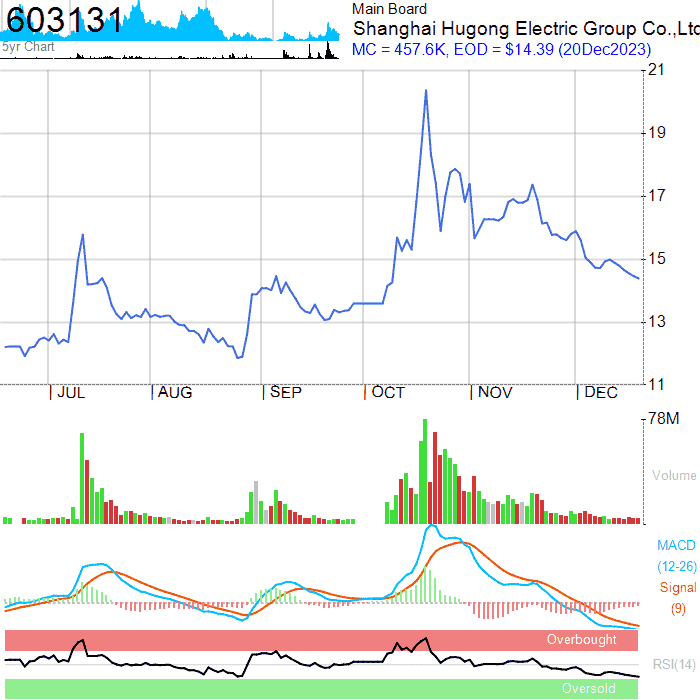 603131
5yr Chart
Main Board
Shanghai Hugong Electric Group Co.,Ltd
MC = 457.6K, EOD = $14.39 (20Dec2023)
21
19
17
15
13
11
JUL
AUG
SEP
OCT
NOV
DEC
78M
Volume
MACD
(12-26)
Signal
(9)
Overbought
RSI(14)
Oversold